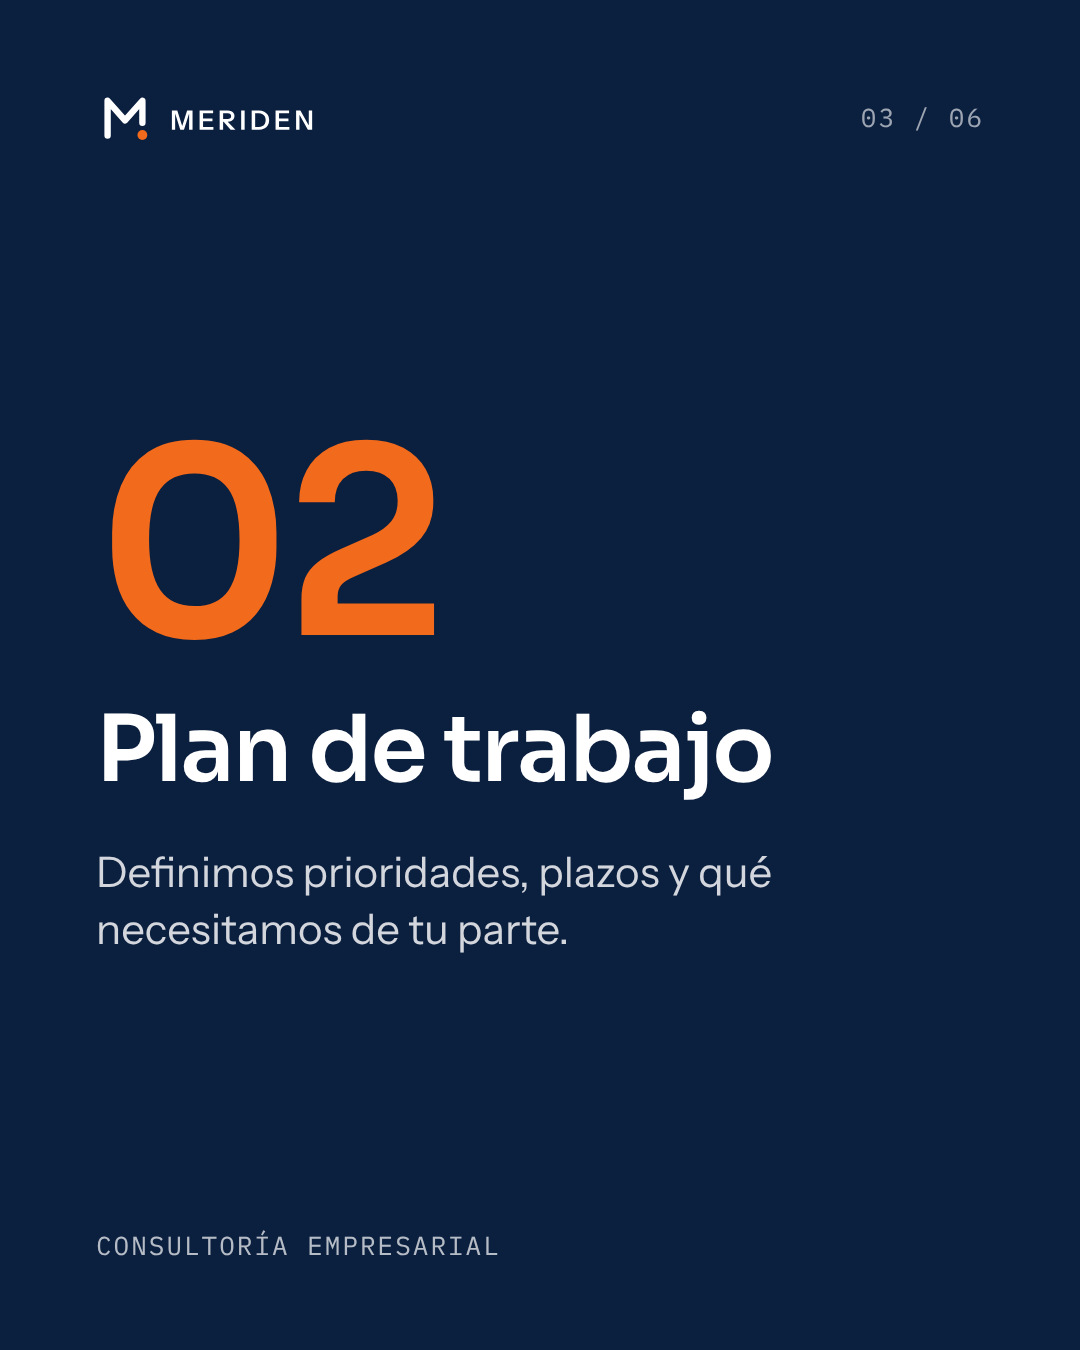 MERIDEN
03 / 06
02
Plan de trabajo
Definimos prioridades, plazos y qué
necesitamos de tu parte.
CONSULTORÍA EMPRESARIAL